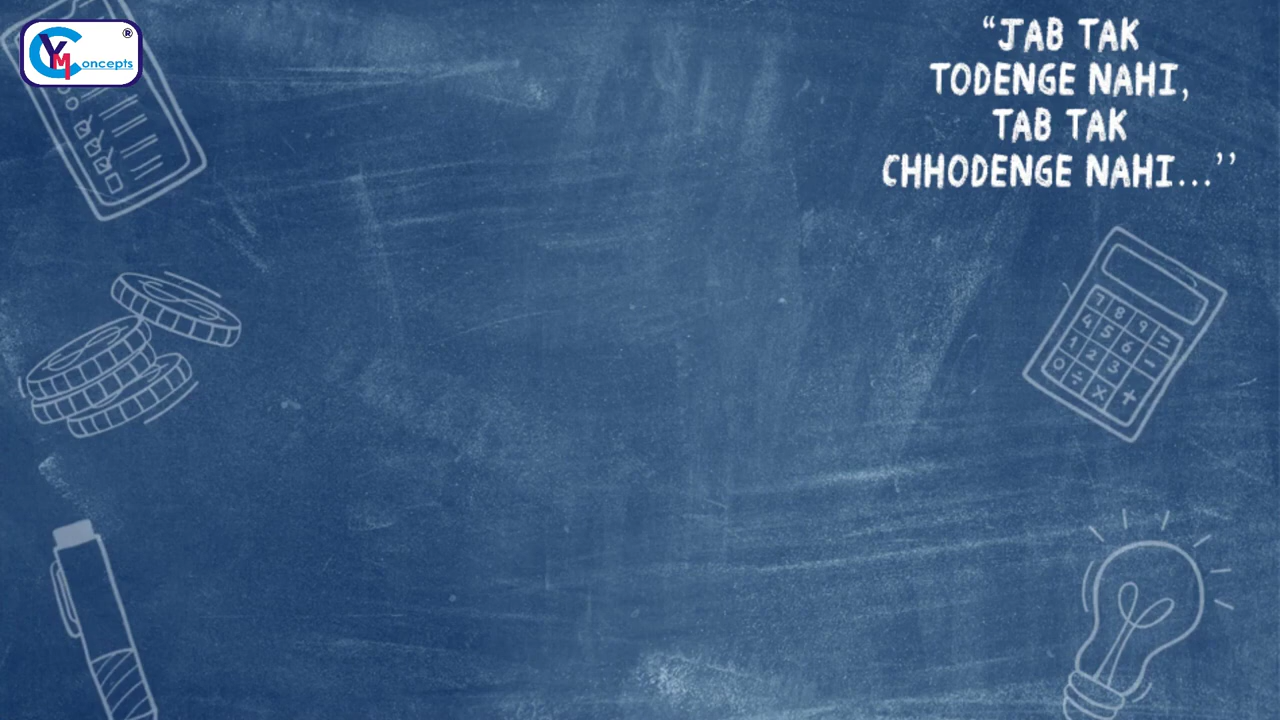 CYM Concepts ®
“JAB TAK
TODENGE NAHI,
TAB TAK
CHHODENGE NAHI...’’
7 8 9 =
4 5 6 -
1 2 3 +
0 ÷ ×